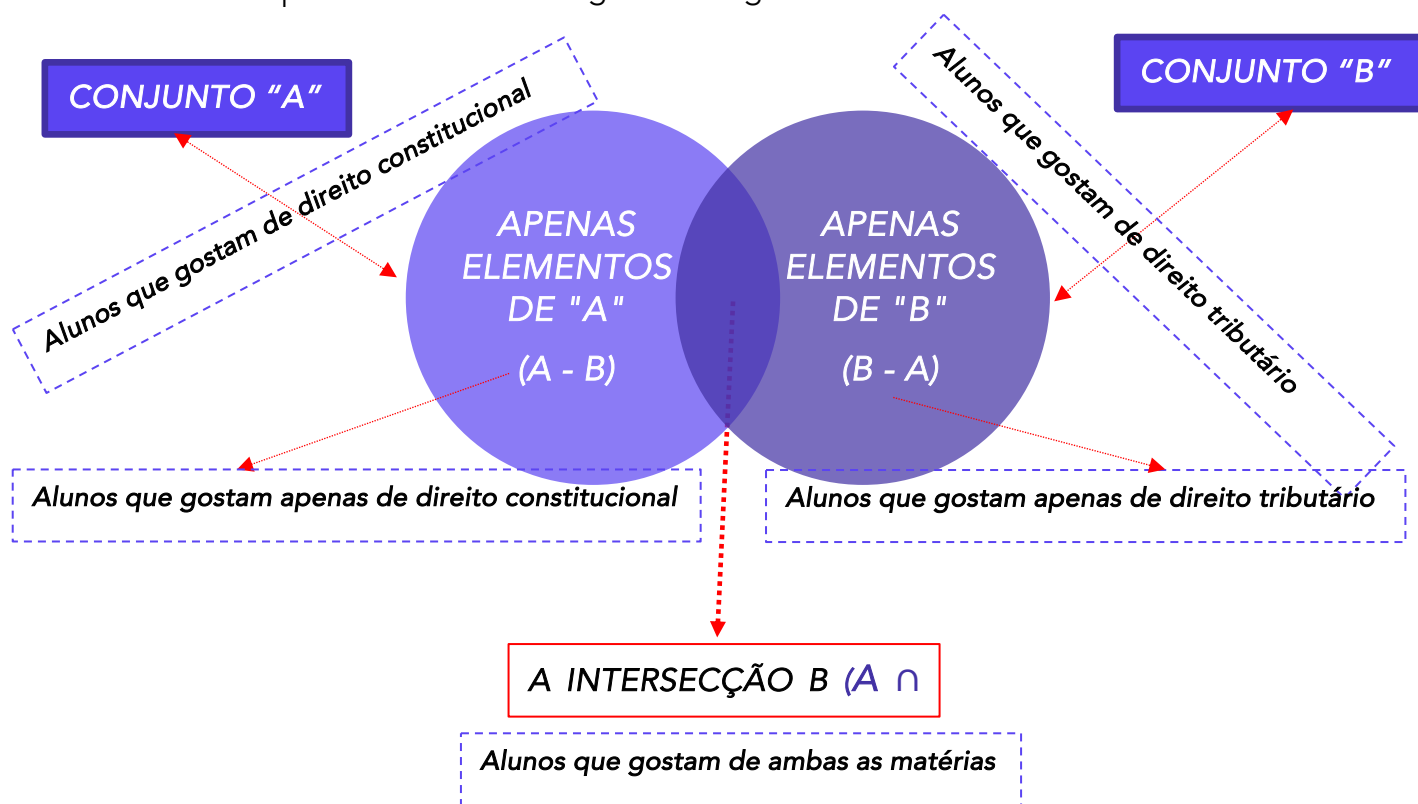 CONJUNTO “A”
CONJUNTO “B”
Alunos que gostam de direito constitucional
Alunos que gostam de direito tributário
APENAS
ELEMENTOS
DE "A"
(A - B)
APENAS
ELEMENTOS
DE "B"
(B - A)
Alunos que gostam apenas de direito constitucional
Alunos que gostam apenas de direito tributário
A INTERSECÇÃO B (A ∩
Alunos que gostam de ambas as matérias